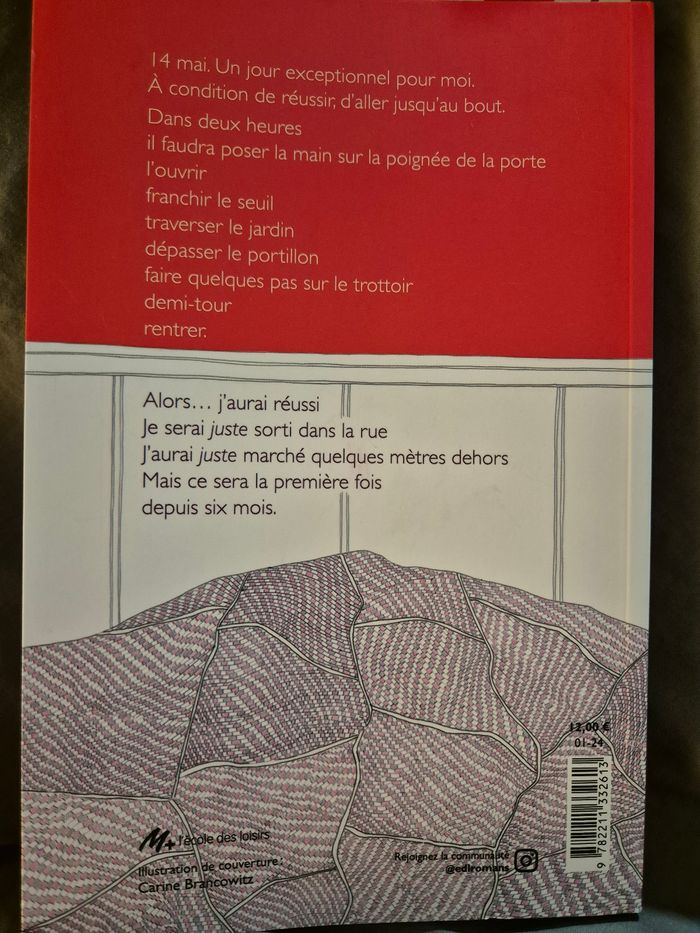 14 mai. Un jour exceptionnel pour moi.
À condition de réussir, d'aller jusqu'au bout.
Dans deux heures
il faudra poser la main sur la poignée de la porte
l'ouvrir
franchir le seuil
traverser le jardin
dépasser le portillon
faire quelques pas sur le trottoir
demi-tour
rentrer.
Alors… j'aurai réussi
Je serai juste sorti dans la rue
J'aurai juste marché quelques mètres dehors
Mais ce sera la première fois
depuis six mois.
12,00 €
01-24
9 782211 332613
M+ l'école des loisirs
Illustration de couverture :
Carine Brancowitz
Rejoignez la communauté
@edlromans